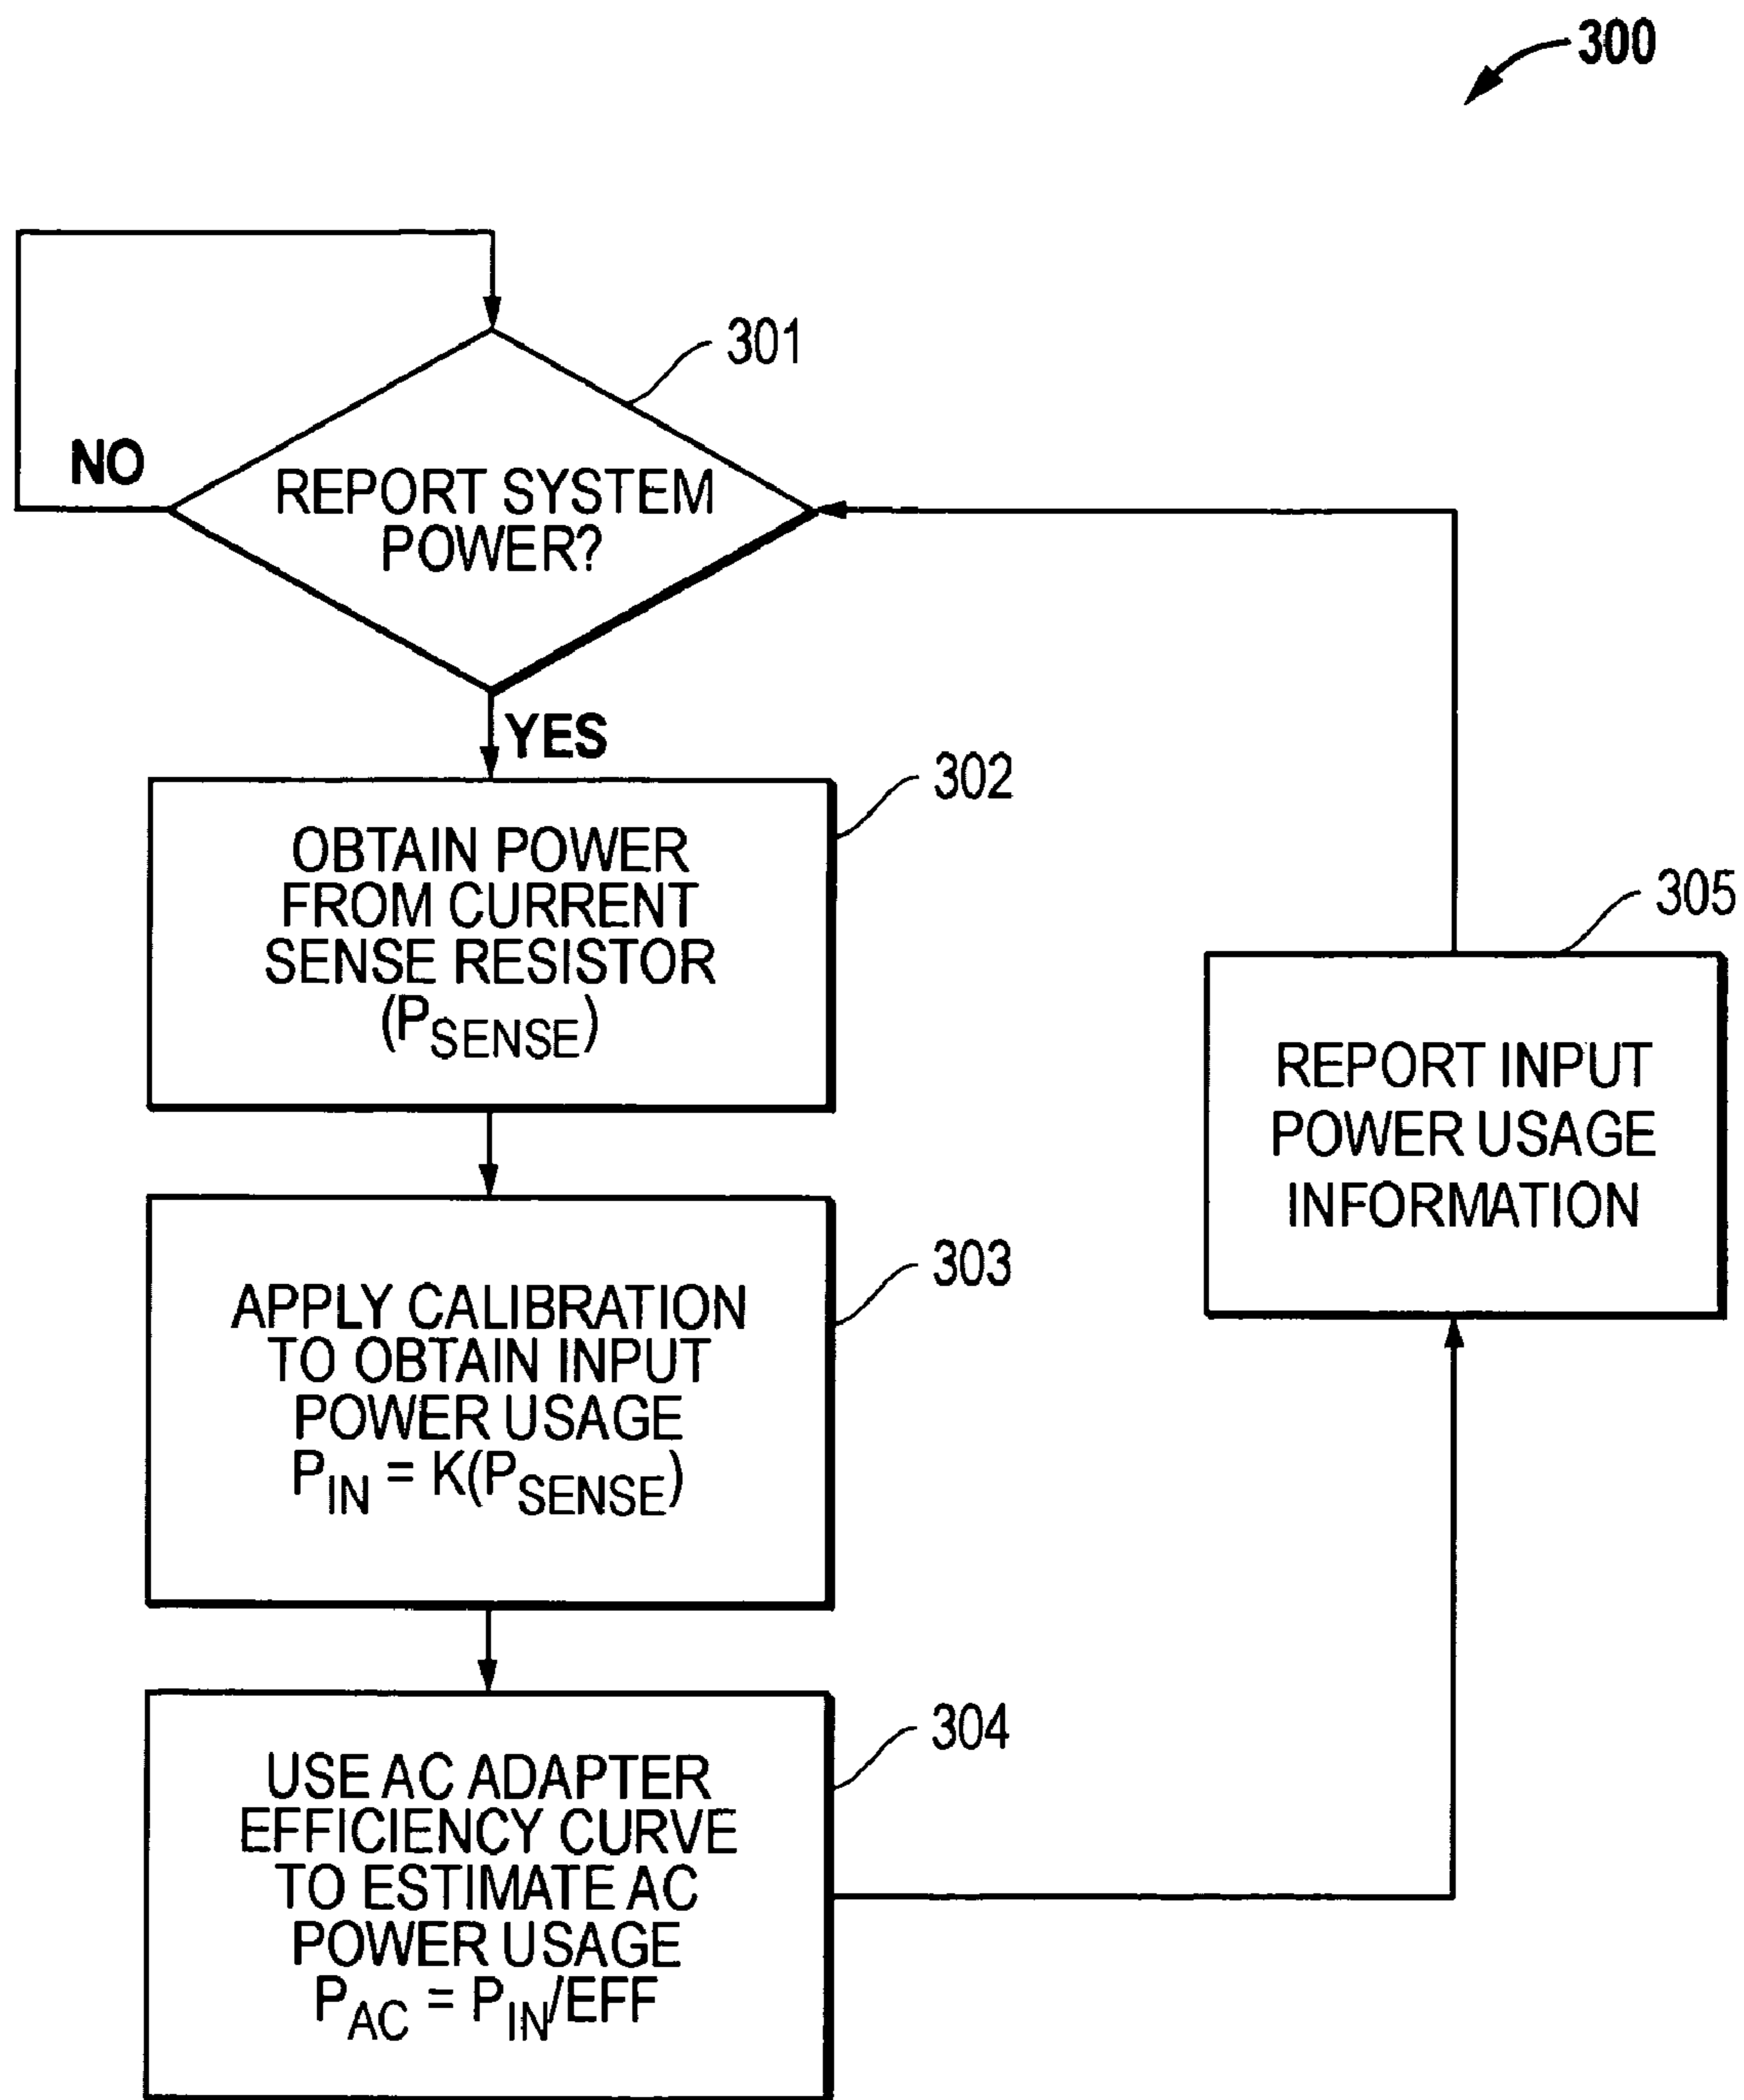 300
301
NO
REPORT SYSTEM
POWER?
YES
302
OBTAIN POWER
FROM CURRENT
SENSE RESISTOR
(PSENSE)
303
APPLY CALIBRATION
TO OBTAIN INPUT
POWER USAGE
PIN = K(PSENSE)
304
USE AC ADAPTER
EFFICIENCY CURVE
TO ESTIMATE AC
POWER USAGE
PAC = PIN/EFF
305
REPORT INPUT
POWER USAGE
INFORMATION